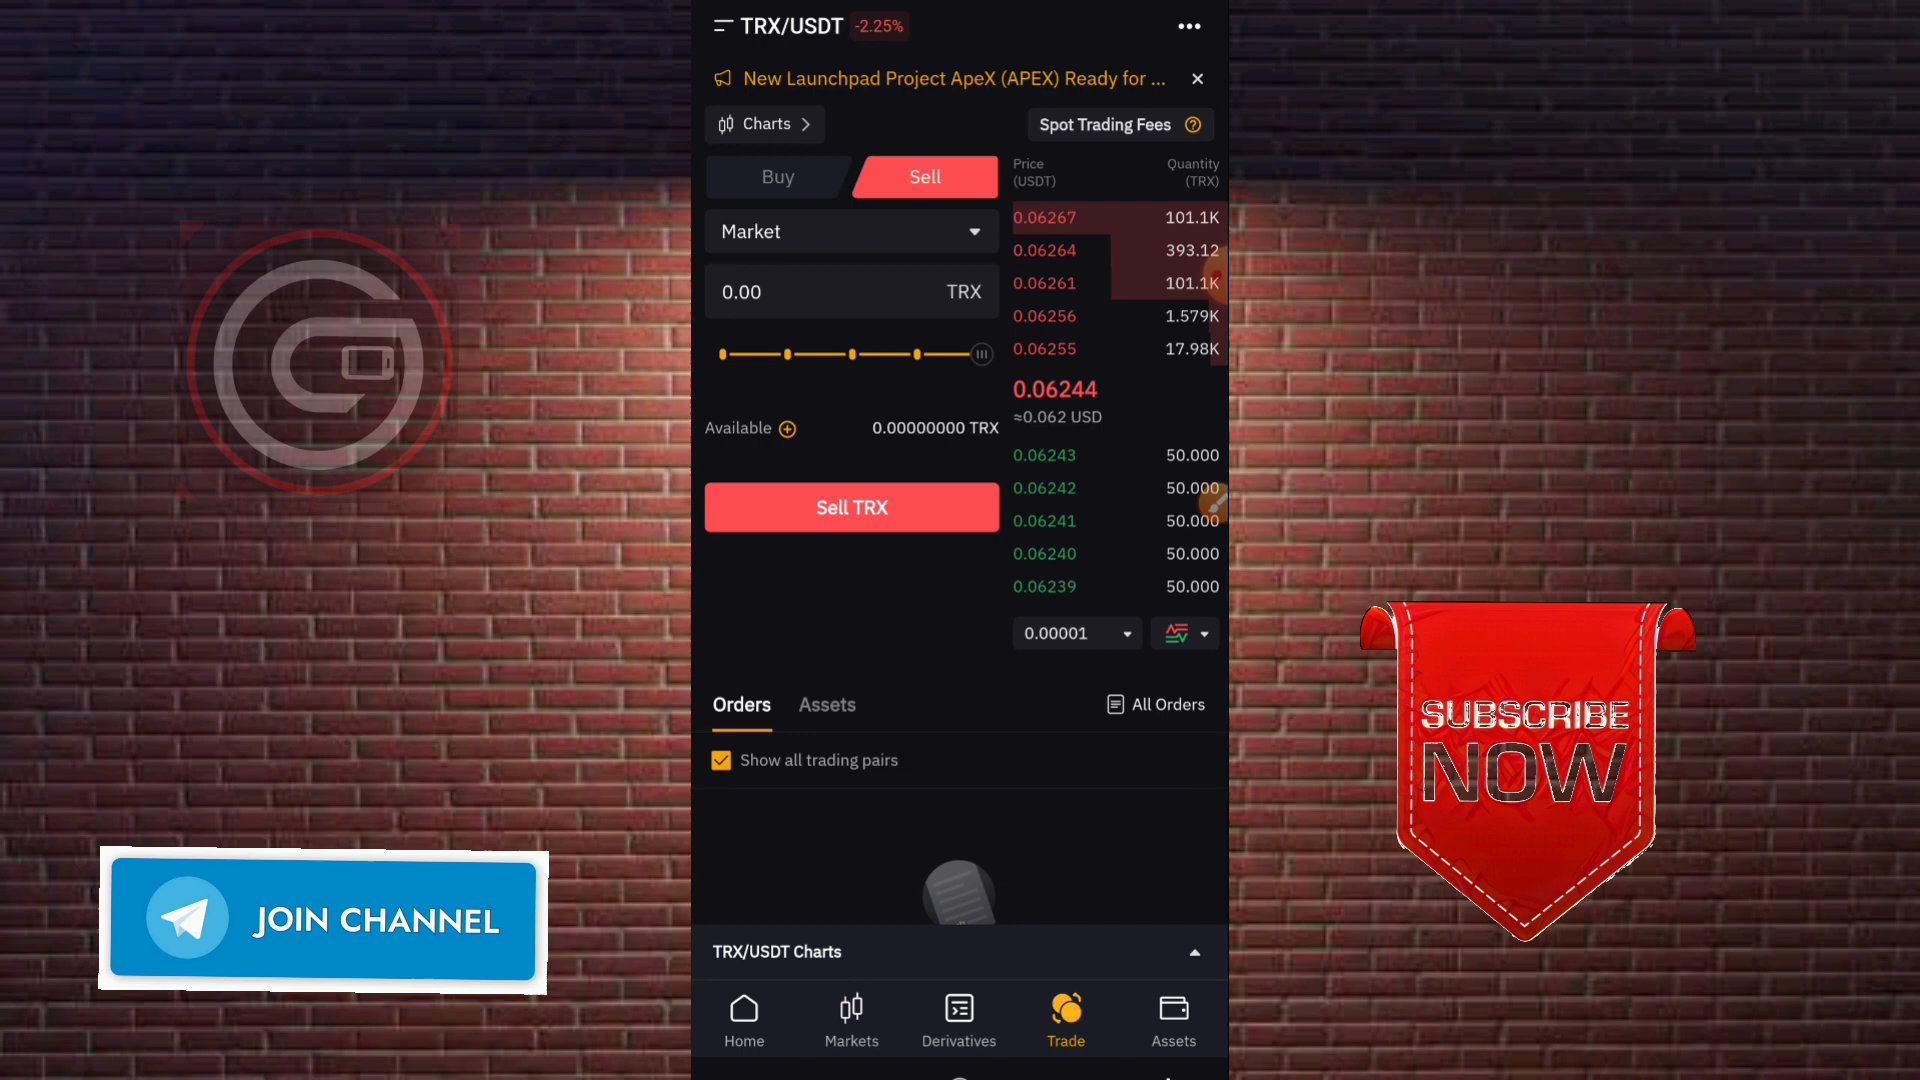 TRX/USDT -2.25%
New Launchpad Project ApeX (APEX) Ready for ...
Charts
Spot Trading Fees
Buy
Sell
Market
0.00 TRX
Available 0.00000000 TRX
Sell TRX
Price Quantity
(USDT) (TRX)
0.06267 101.1K
0.06264 393.12
0.06261 101.1K
0.06256 1.579K
0.06255 17.98K
0.06244
≈0.062 USD
0.06243 50.000
0.06242 50.000
0.06241 50.000
0.06240 50.000
0.06239 50.000
0.00001
Orders Assets All Orders
Show all trading pairs
TRX/USDT Charts
Home Markets Derivatives Trade Assets
JOIN CHANNEL
SUBSCRIBE
NOW